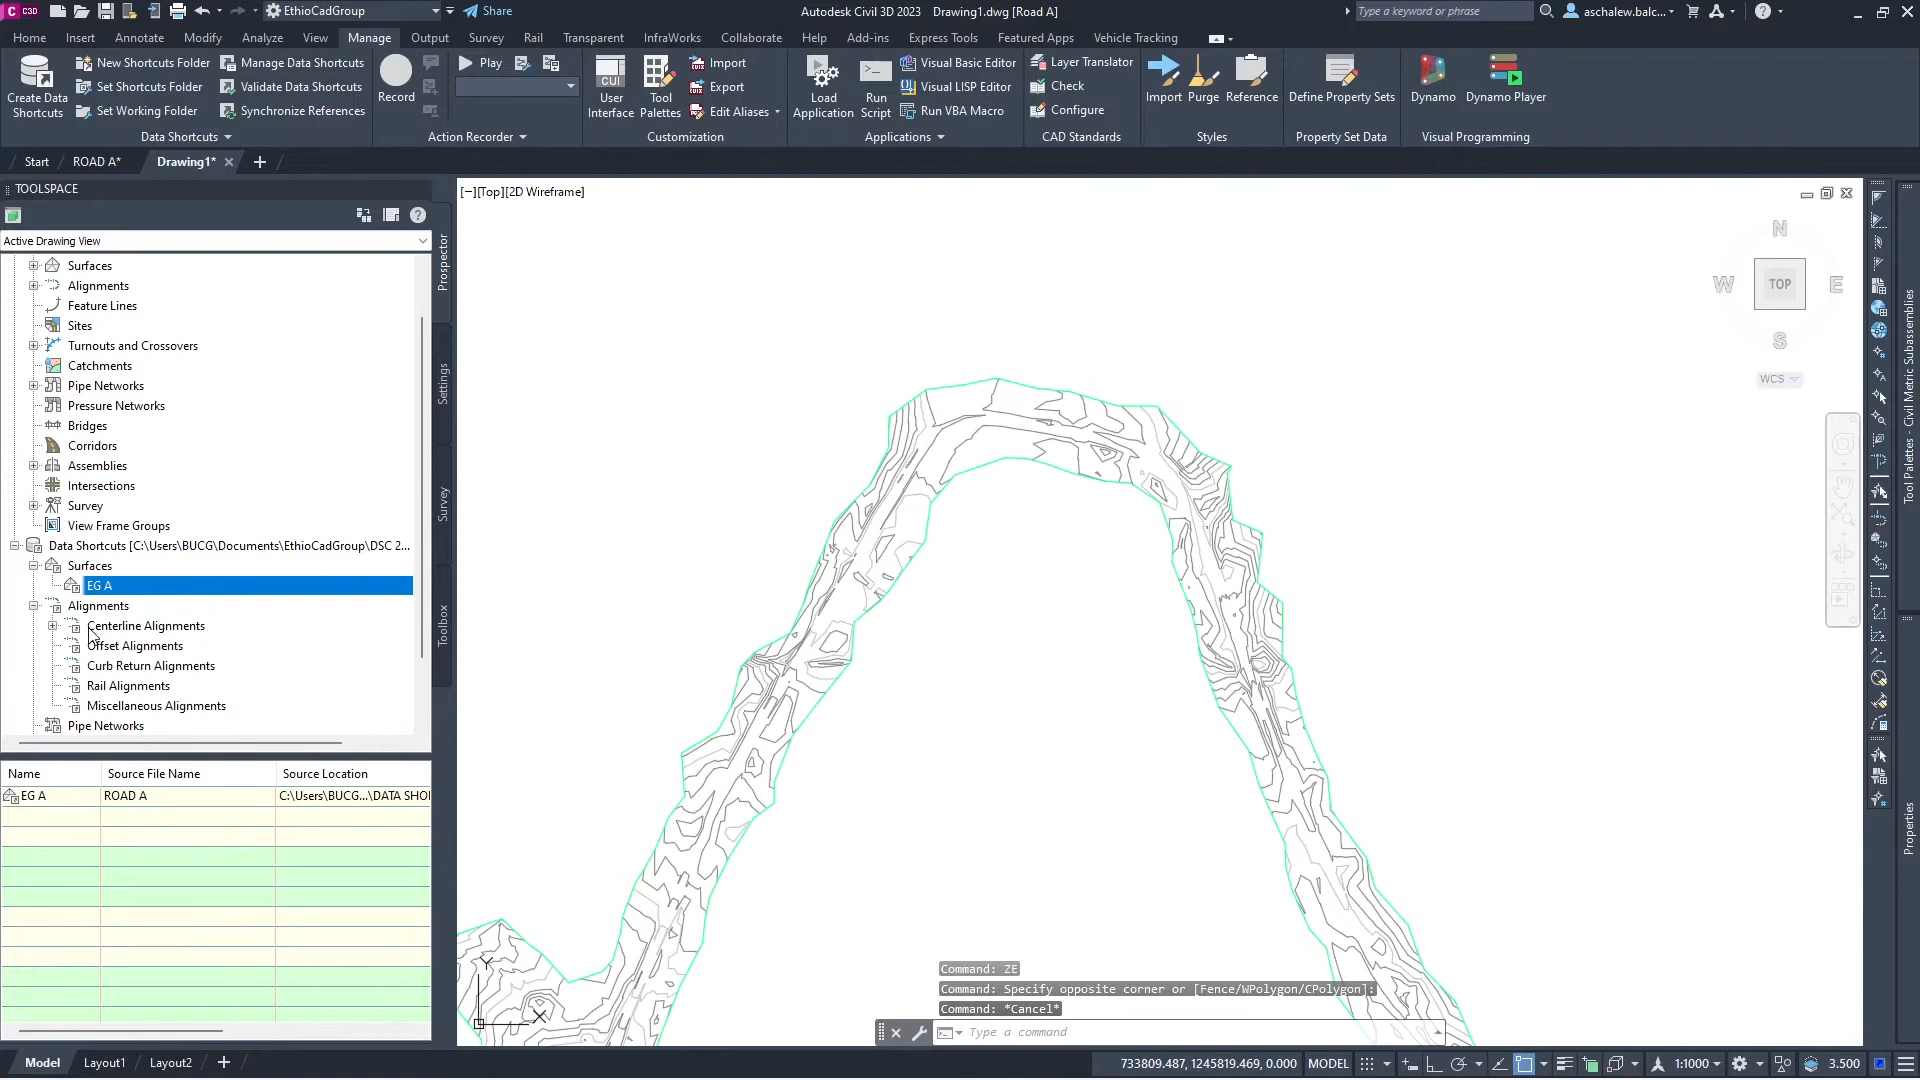 C C3D EthioCadGroup Share Autodesk Civil 3D 2023 Drawing1.dwg [Road A] Type a keyword or phrase aschalew.balc...
Home Insert Annotate Modify Analyze View Manage Output Survey Rail Transparent InfraWorks Collaborate Help Add-ins Express Tools Featured Apps Vehicle Tracking
Create Data Shortcuts
New Shortcuts Folder
Set Shortcuts Folder
Set Working Folder
Manage Data Shortcuts
Validate Data Shortcuts
Synchronize References
Data Shortcuts
Record
Play
Action Recorder
User Interface
CUI
Tool Palettes
Import
Export
Edit Aliases
Customization
Load Application
Run Script
Visual Basic Editor
Visual LISP Editor
Run VBA Macro
Applications
Layer Translator
Check
Configure
CAD Standards
Import
Purge
Reference
Styles
Define Property Sets
Property Set Data
Dynamo
Dynamo Player
Visual Programming
Start ROAD A* Drawing1*
TOOLSPACE
[−][Top][2D Wireframe]
Active Drawing View
Surfaces
Alignments
Feature Lines
Sites
Turnouts and Crossovers
Catchments
Pipe Networks
Pressure Networks
Bridges
Corridors
Assemblies
Intersections
Survey
View Frame Groups
Data Shortcuts [C:\Users\BUCG\Documents\EthioCadGroup\DSC 2...
Surfaces
EG A
Alignments
Centerline Alignments
Offset Alignments
Curb Return Alignments
Rail Alignments
Miscellaneous Alignments
Pipe Networks
Prospector
Settings
Survey
Toolbox
Name Source File Name Source Location
EG A ROAD A C:\Users\BUCG...\DATA SHOI
N
W TOP E
S
WCS
Tool Palettes - Civil Metric Subassemblies
Properties
Y
X
Command: ZE
Command: Specify opposite corner or [Fence/WPolygon/CPolygon]:
Command: *Cancel*
Type a command
Model Layout1 Layout2
733809.487, 1245819.469, 0.000 MODEL 1:1000 3.500